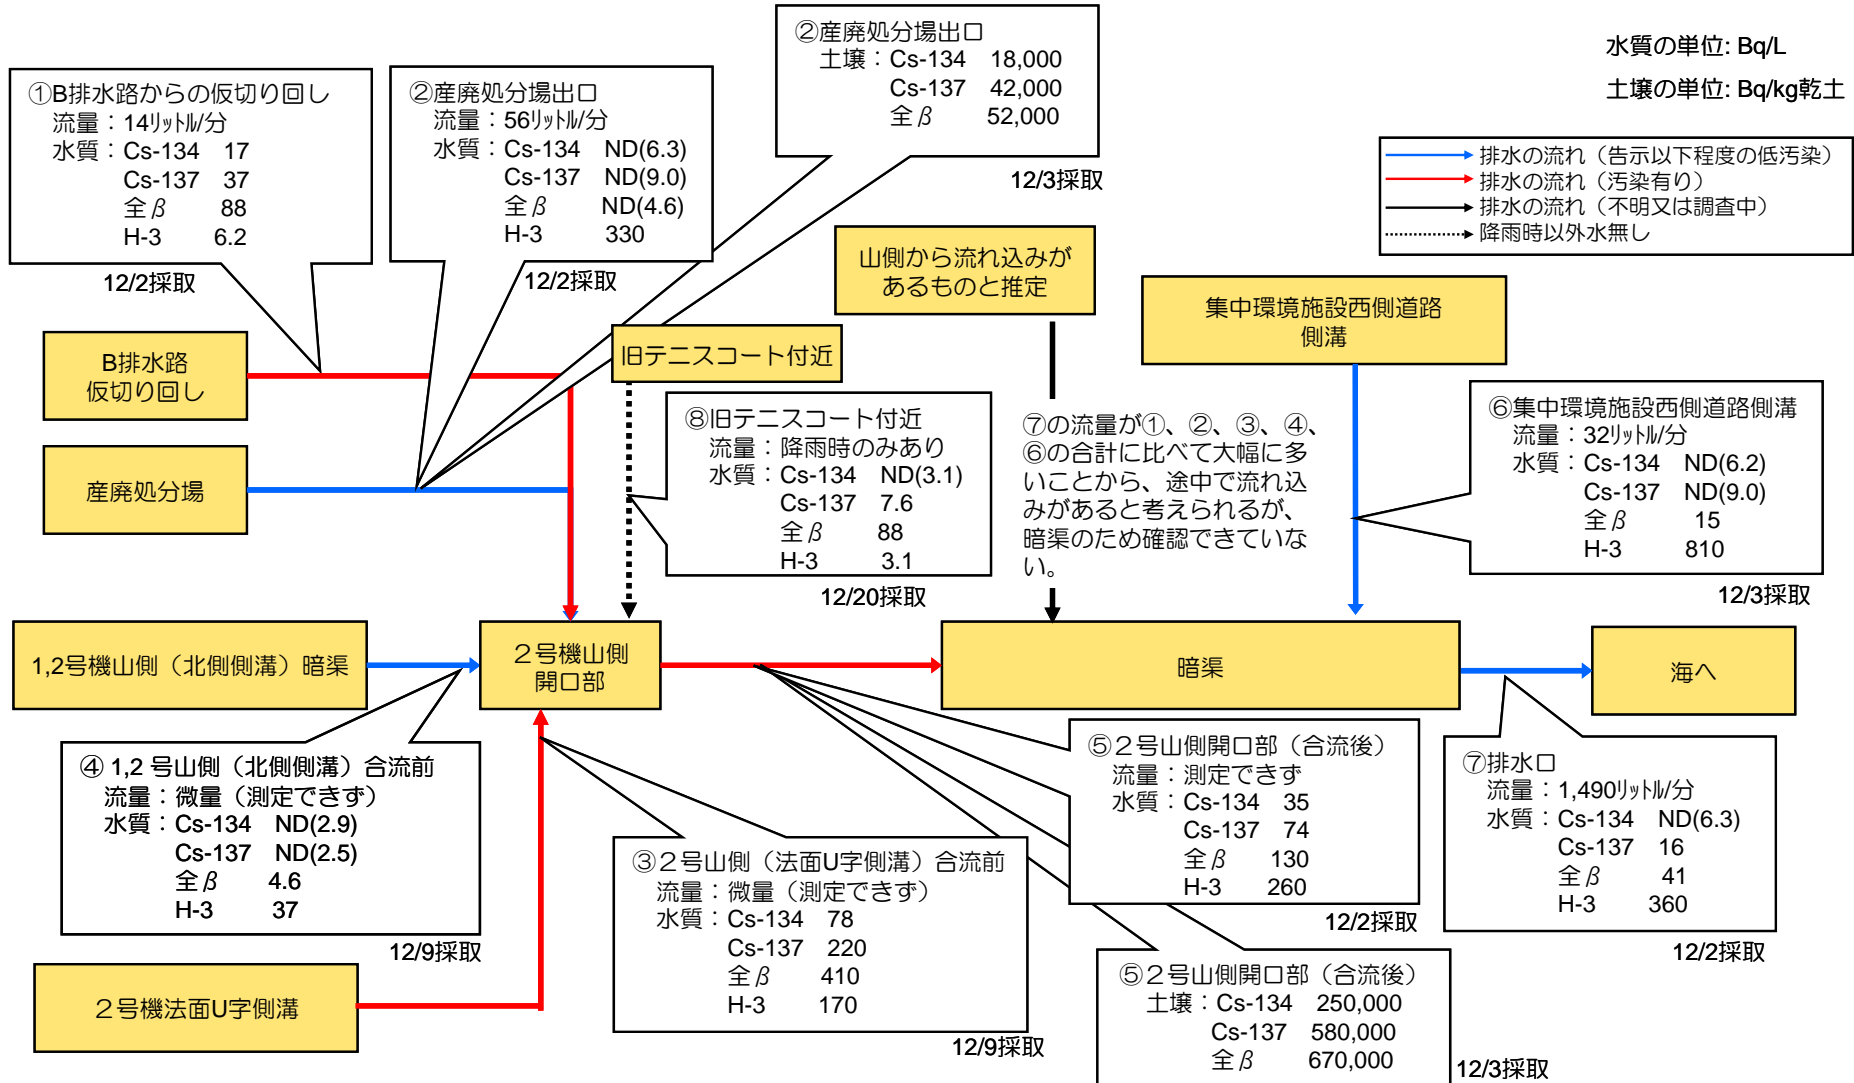 水質の単位: Bq/L
土壌の単位: Bq/kg乾土
排水の流れ（告示以下程度の低汚染）
排水の流れ（汚染有り）
排水の流れ（不明又は調査中）
降雨時以外水無し
①B排水路からの仮切り回し
流量：14ﾘｯﾄﾙ/分
水質：Cs-134 17
Cs-137 37
全β 88
H-3 6.2
12/2採取
②産廃処分場出口
流量：56ﾘｯﾄﾙ/分
水質：Cs-134 ND(6.3)
Cs-137 ND(9.0)
全β ND(4.6)
H-3 330
12/2採取
②産廃処分場出口
土壌：Cs-134 18,000
Cs-137 42,000
全β 52,000
12/3採取
山側から流れ込みが
あるものと推定
集中環境施設西側道路
側溝
B排水路
仮切り回し
旧テニスコート付近
産廃処分場
⑧旧テニスコート付近
流量：降雨時のみあり
水質：Cs-134 ND(3.1)
Cs-137 7.6
全β 88
H-3 3.1
12/20採取
⑦の流量が①、②、③、④、
⑥の合計に比べて大幅に多
いことから、途中で流れ込
みがあると考えられるが、
暗渠のため確認できていな
い。
⑥集中環境施設西側道路側溝
流量：32ﾘｯﾄﾙ/分
水質：Cs-134 ND(6.2)
Cs-137 ND(9.0)
全β 15
H-3 810
12/3採取
1,2号機山側（北側側溝）暗渠
２号機山側
開口部
暗渠
海へ
④ 1,2 号山側（北側側溝）合流前
流量：微量（測定できず）
水質：Cs-134 ND(2.9)
Cs-137 ND(2.5)
全β 4.6
H-3 37
12/9採取
③２号山側（法面U字側溝）合流前
流量：微量（測定できず）
水質：Cs-134 78
Cs-137 220
全β 410
H-3 170
12/9採取
⑤２号山側開口部（合流後）
流量：測定できず
水質：Cs-134 35
Cs-137 74
全β 130
H-3 260
12/2採取
⑦排水口
流量：1,490ﾘｯﾄﾙ/分
水質：Cs-134 ND(6.3)
Cs-137 16
全β 41
H-3 360
12/2採取
２号機法面U字側溝
⑤２号山側開口部（合流後）
土壌：Cs-134 250,000
Cs-137 580,000
全β 670,000
12/3採取